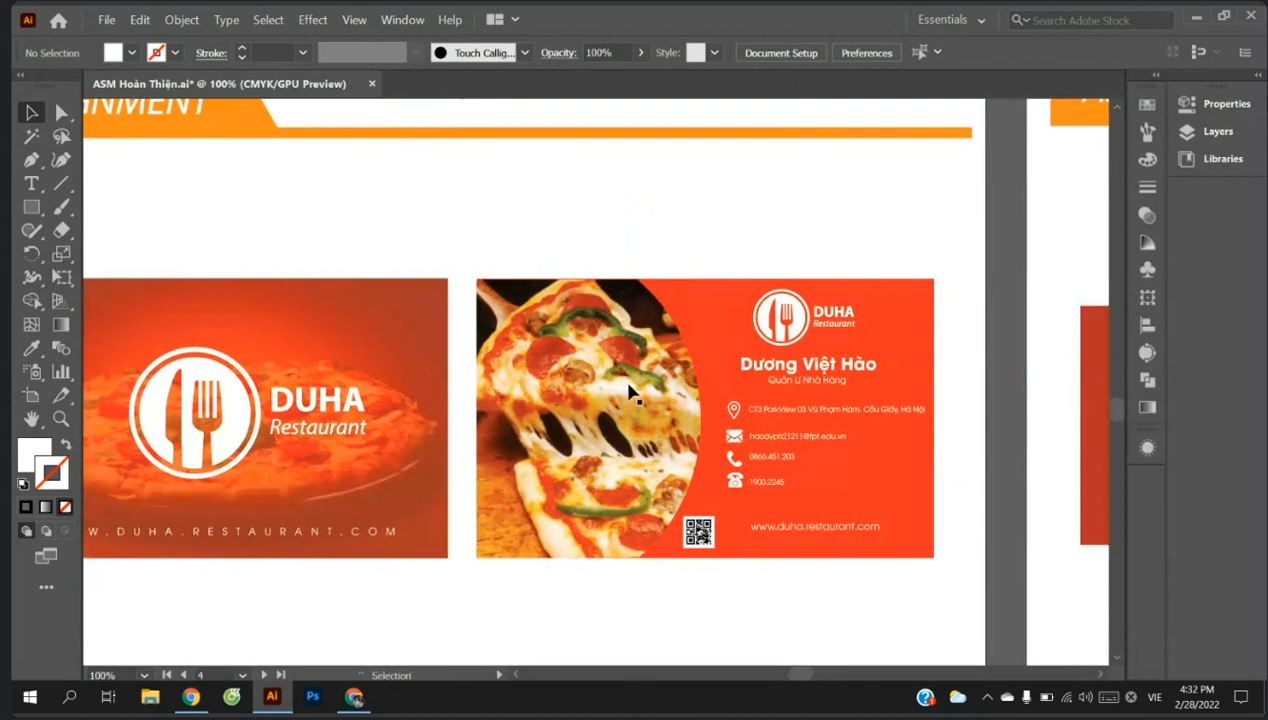 Ai File Edit Object Type Select Effect View Window Help Essentials Search Adobe Stock
No Selection Stroke: Touch Callig... Opacity: 100% Style: Document Setup Preferences
ASM Hoàn Thiện.ai* @ 100% (CMYK/GPU Preview)
GNMENT
Properties
Layers
Libraries
DUHA
Restaurant
W.DUHA.RESTAURANT.COM
DUHA
Restaurant
Dương Việt Hào
Quản Lí Nhà Hàng
C13 ParkView 03 Vũ Phạm Hàm, Cầu Giấy, Hà Nội
haodvph21211@fpt.edu.vn
0866.451.203
1900.2245
www.duha.restaurant.com
100% 4 Selection
Ai Ps VIE 4:32 PM
2/28/2022